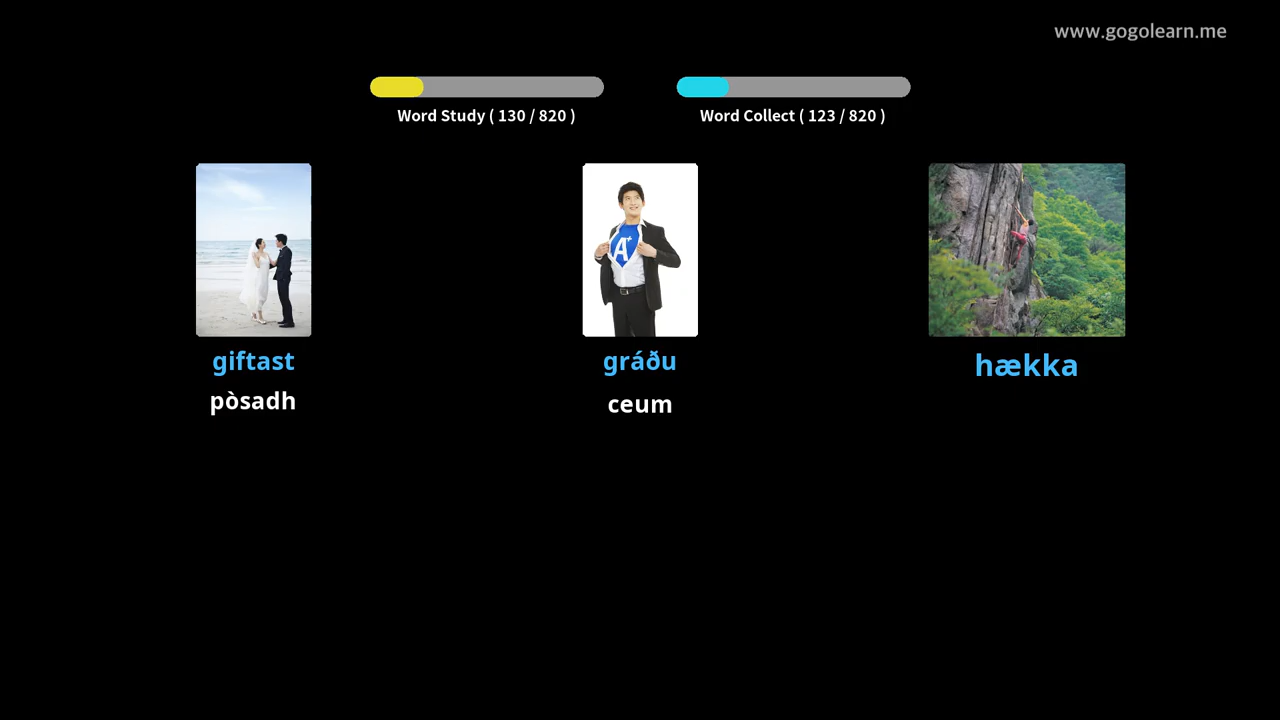 www.gogolearn.me
Word Study ( 130 / 820 )
Word Collect ( 123 / 820 )
A+
giftast
gráðu
hækka
pòsadh
ceum